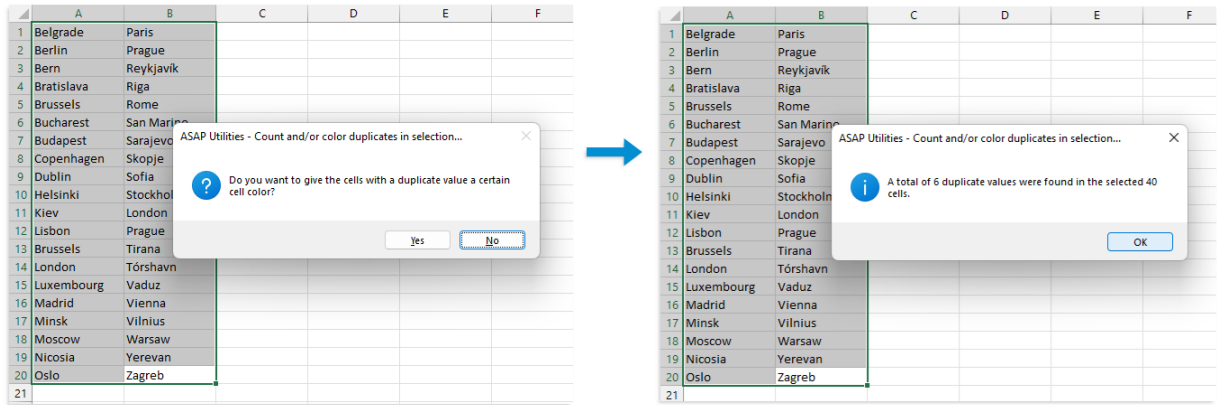 A B C D E F
1 Belgrade Paris
2 Berlin Prague
3 Bern Reykjavík
4 Bratislava Riga
5 Brussels Rome
6 Bucharest San Marino
ASAP Utilities - Count and/or color duplicates in selection...
7 Budapest Sarajevo
8 Copenhagen Skopje
Do you want to give the cells with a duplicate value a certain
cell color?
9 Dublin Sofia
10 Helsinki Stockhol
11 Kiev London
12 Lisbon Prague
Yes No
13 Brussels Tirana
14 London Tórshavn
15 Luxembourg Vaduz
16 Madrid Vienna
17 Minsk Vilnius
18 Moscow Warsaw
19 Nicosia Yerevan
20 Oslo Zagreb
21
A B C D E F
1 Belgrade Paris
2 Berlin Prague
3 Bern Reykjavík
4 Bratislava Riga
5 Brussels Rome
6 Bucharest San Marino
ASAP Utilities - Count and/or color duplicates in selection...
7 Budapest Sarajevo
8 Copenhagen Skopje
A total of 6 duplicate values were found in the selected 40
cells.
9 Dublin Sofia
10 Helsinki Stockholm
11 Kiev London
12 Lisbon Prague
OK
13 Brussels Tirana
14 London Tórshavn
15 Luxembourg Vaduz
16 Madrid Vienna
17 Minsk Vilnius
18 Moscow Warsaw
19 Nicosia Yerevan
20 Oslo Zagreb
21